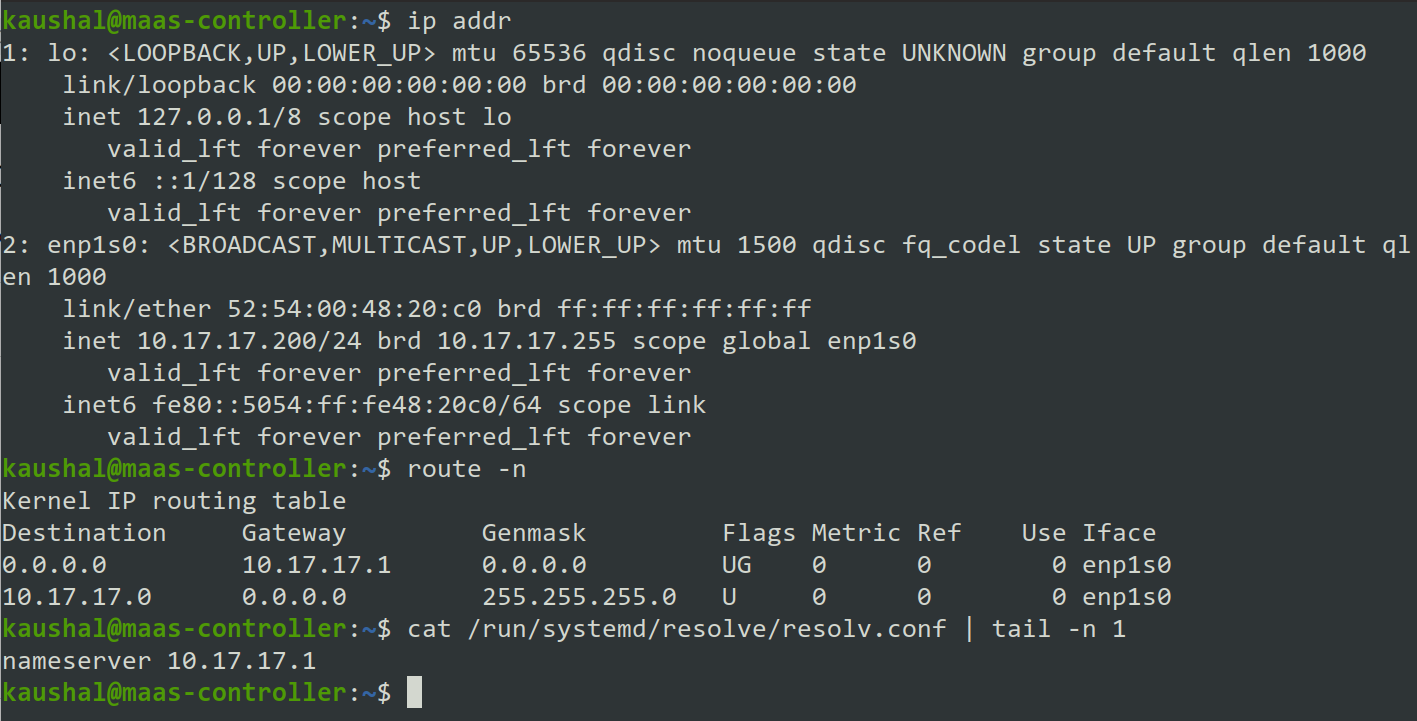 kaushal@maas-controller:~$ ip addr
1: lo: <LOOPBACK,UP,LOWER_UP> mtu 65536 qdisc noqueue state UNKNOWN group default qlen 1000
    link/loopback 00:00:00:00:00:00 brd 00:00:00:00:00:00
    inet 127.0.0.1/8 scope host lo
       valid_lft forever preferred_lft forever
    inet6 ::1/128 scope host
       valid_lft forever preferred_lft forever
2: enp1s0: <BROADCAST,MULTICAST,UP,LOWER_UP> mtu 1500 qdisc fq_codel state UP group default ql
en 1000
    link/ether 52:54:00:48:20:c0 brd ff:ff:ff:ff:ff:ff
    inet 10.17.17.200/24 brd 10.17.17.255 scope global enp1s0
       valid_lft forever preferred_lft forever
    inet6 fe80::5054:ff:fe48:20c0/64 scope link
       valid_lft forever preferred_lft forever
kaushal@maas-controller:~$ route -n
Kernel IP routing table
Destination     Gateway         Genmask         Flags Metric Ref    Use Iface
0.0.0.0         10.17.17.1      0.0.0.0         UG    0      0        0 enp1s0
10.17.17.0      0.0.0.0         255.255.255.0   U     0      0        0 enp1s0
kaushal@maas-controller:~$ cat /run/systemd/resolve/resolv.conf | tail -n 1
nameserver 10.17.17.1
kaushal@maas-controller:~$